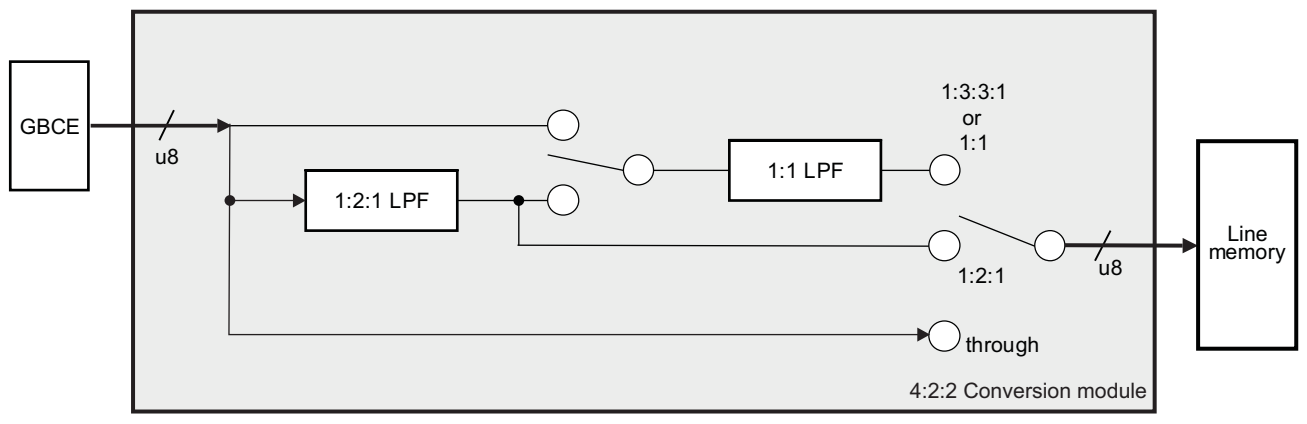 GBCE
u8
1:2:1 LPF
1:1 LPF
1:3:3:1
or
1:1
1:2:1
through
u8
Line
memory
4:2:2 Conversion module